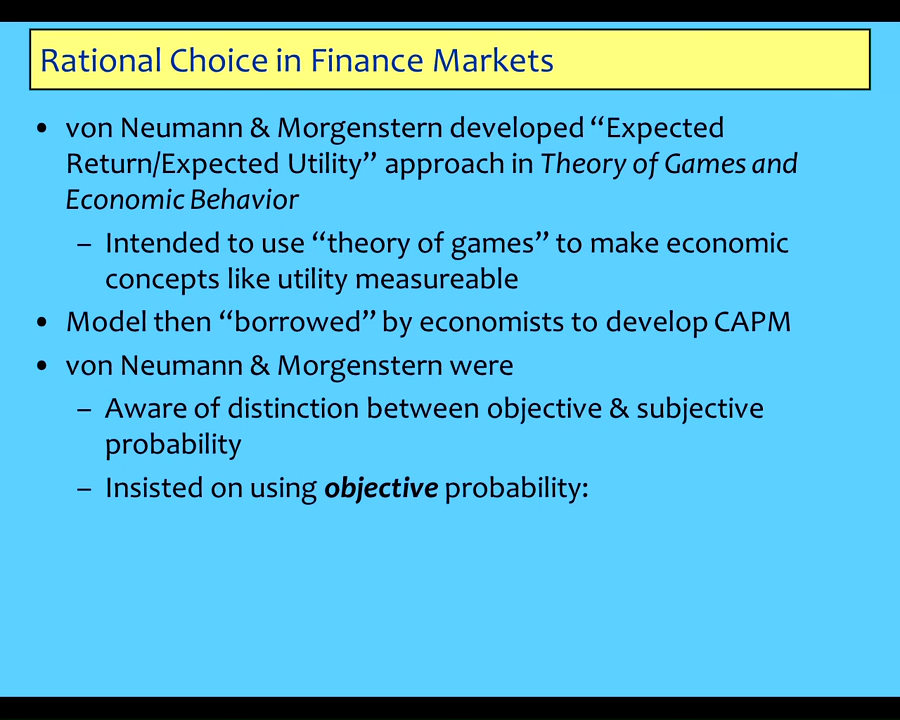 Rational Choice in Finance Markets
• von Neumann & Morgenstern developed “Expected
Return/Expected Utility” approach in Theory of Games and
Economic Behavior
– Intended to use “theory of games” to make economic
concepts like utility measureable
• Model then “borrowed” by economists to develop CAPM
• von Neumann & Morgenstern were
– Aware of distinction between objective & subjective
probability
– Insisted on using objective probability: